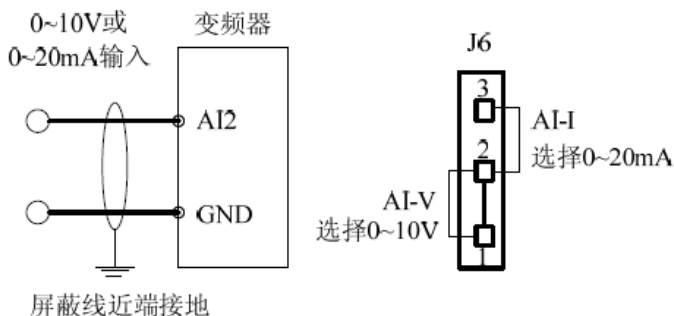 0~10V或
0~20mA输入
变频器
AI2
GND
屏蔽线近端接地
J6
3
2
1
AI-I
选择0~20mA
AI-V
选择0~10V